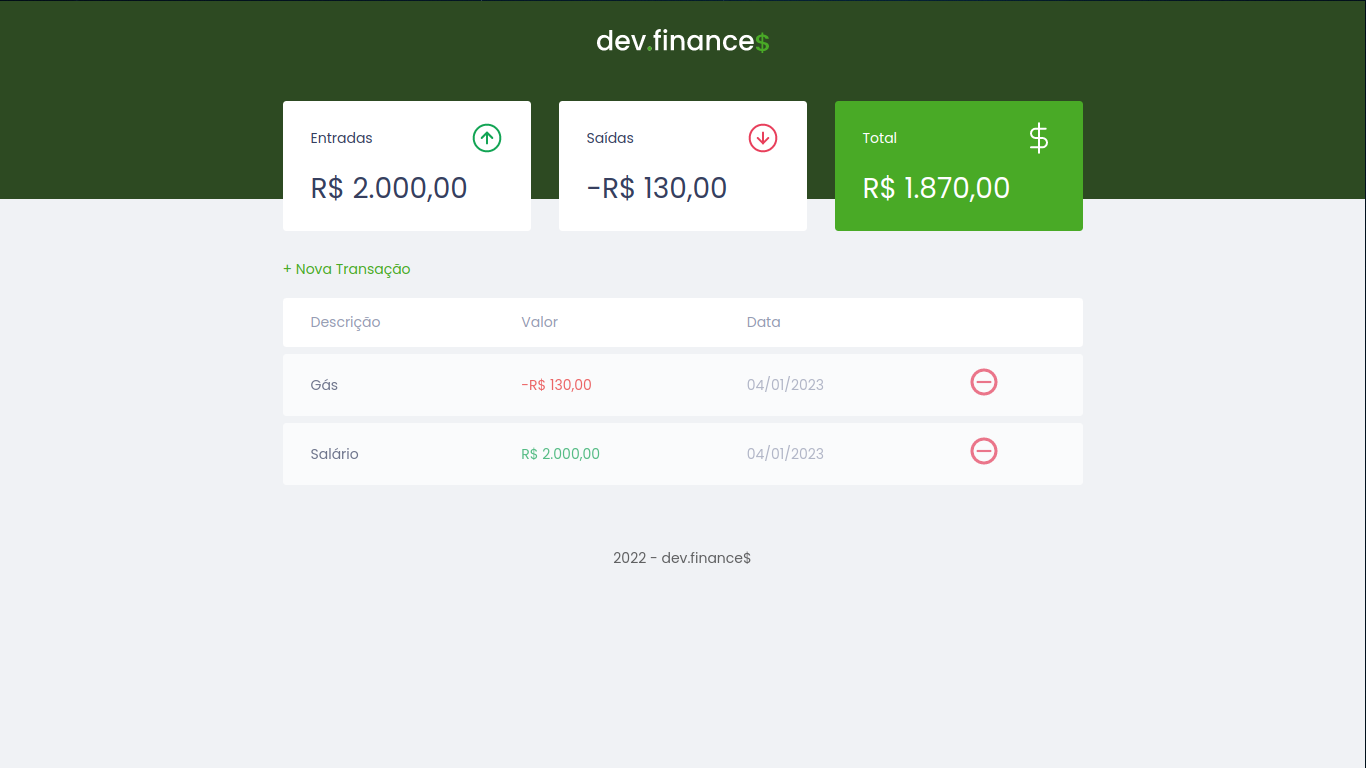 dev.finance$
Entradas
R$ 2.000,00
Saídas
-R$ 130,00
Total
$
R$ 1.870,00
+ Nova Transação
Descrição Valor Data
Gás -R$ 130,00 04/01/2023
Salário R$ 2.000,00 04/01/2023
2022 - dev.finance$